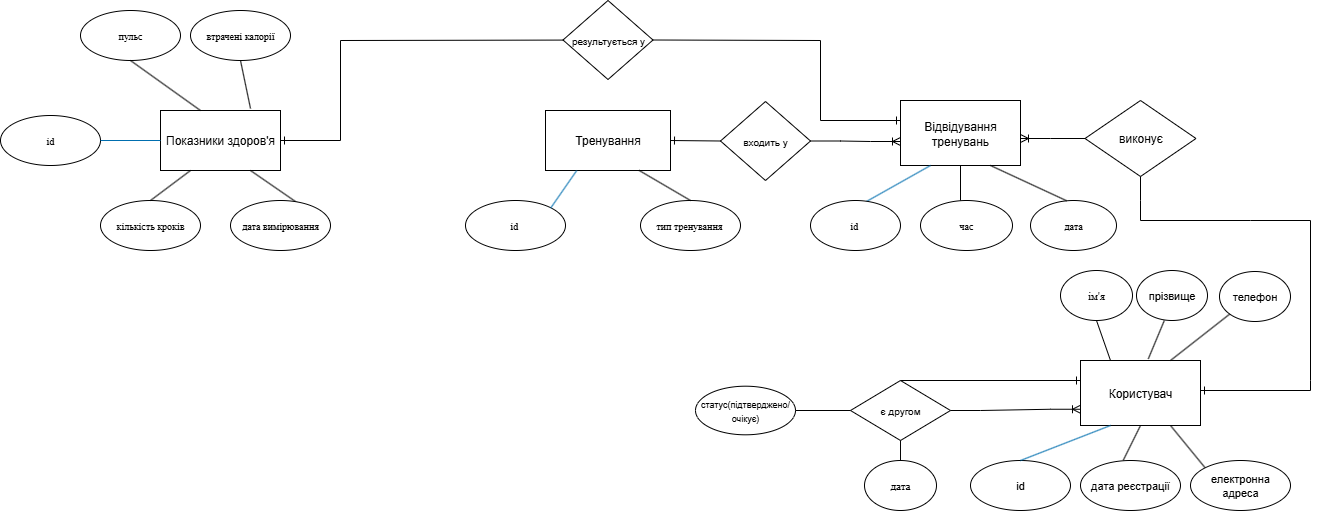 пульс
втрачені калорії
результується у
id
Показники здоров'я
Тренування
входить у
Відвідування
тренувань
виконує
кількість кроків
дата вимірювання
id
тип тренування
id
час
дата
ім'я
прізвище
телефон
Користувач
статус(підтверджено/
очікує)
є другом
дата
id
дата реєстрації
електронна
адреса